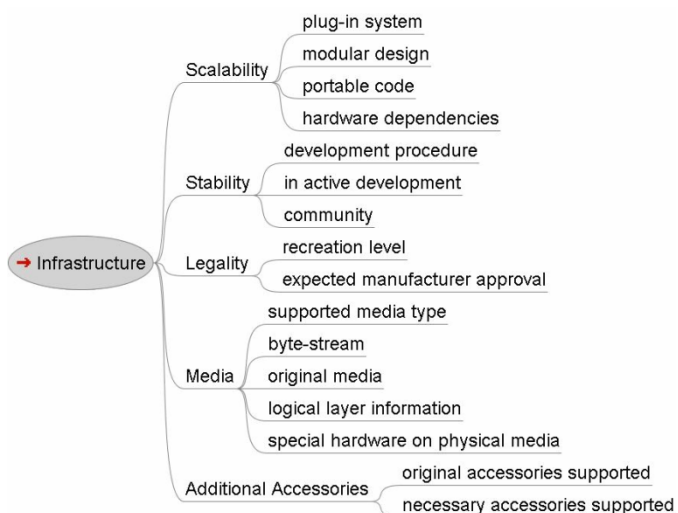 Infrastructure
Scalability
plug-in system
modular design
portable code
hardware dependencies
Stability
development procedure
in active development
community
Legality
recreation level
expected manufacturer approval
Media
supported media type
byte-stream
original media
logical layer information
special hardware on physical media
Additional Accessories
original accessories supported
necessary accessories supported